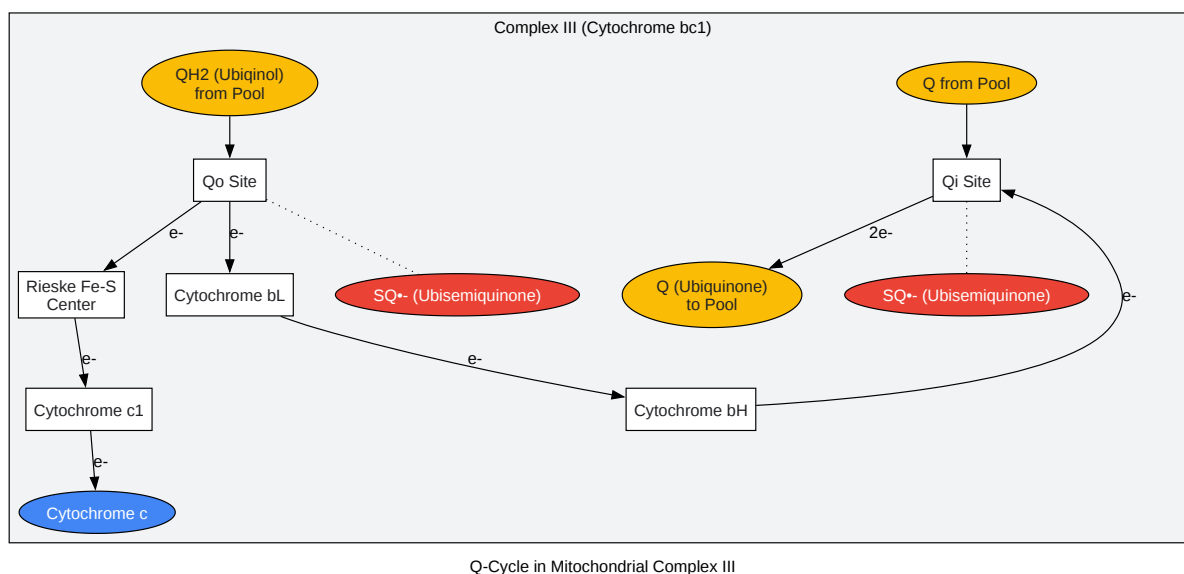 Complex III (Cytochrome bc1)
QH2 (Ubiqinol)
from Pool
Q from Pool
Qo Site
Qi Site
e-
e-
2e-
Rieske Fe-S
Center
Cytochrome bL
SQ•- (Ubisemiquinone)
Q (Ubiquinone)
to Pool
SQ•- (Ubisemiquinone)
e-
e-
e-
Cytochrome c1
Cytochrome bH
e-
Cytochrome c
Q-Cycle in Mitochondrial Complex III